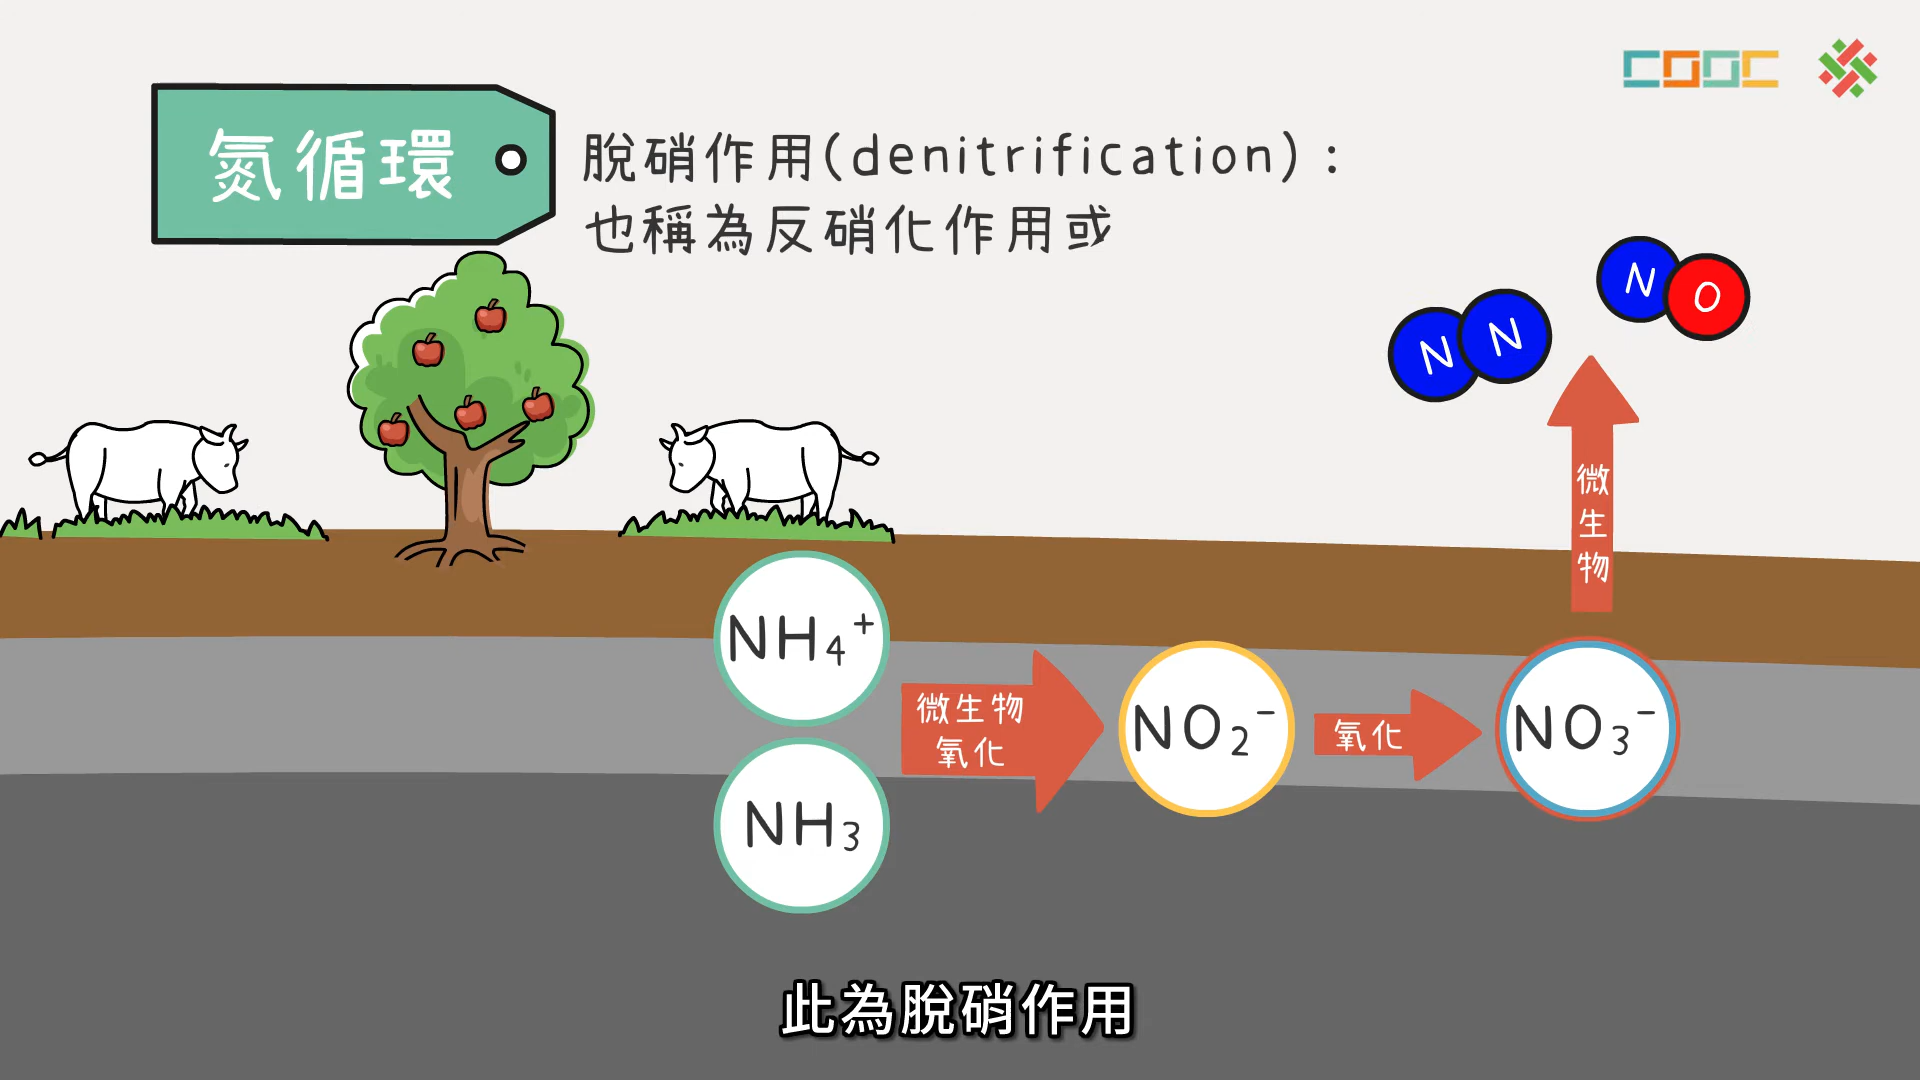 COOC
氮循環
脫硝作用(denitrification)：
也稱為反硝化作用或
N N
N O
微生物
NH₄⁺
微生物
氧化
NO₂⁻
氧化
NO₃⁻
NH₃
此為脫硝作用